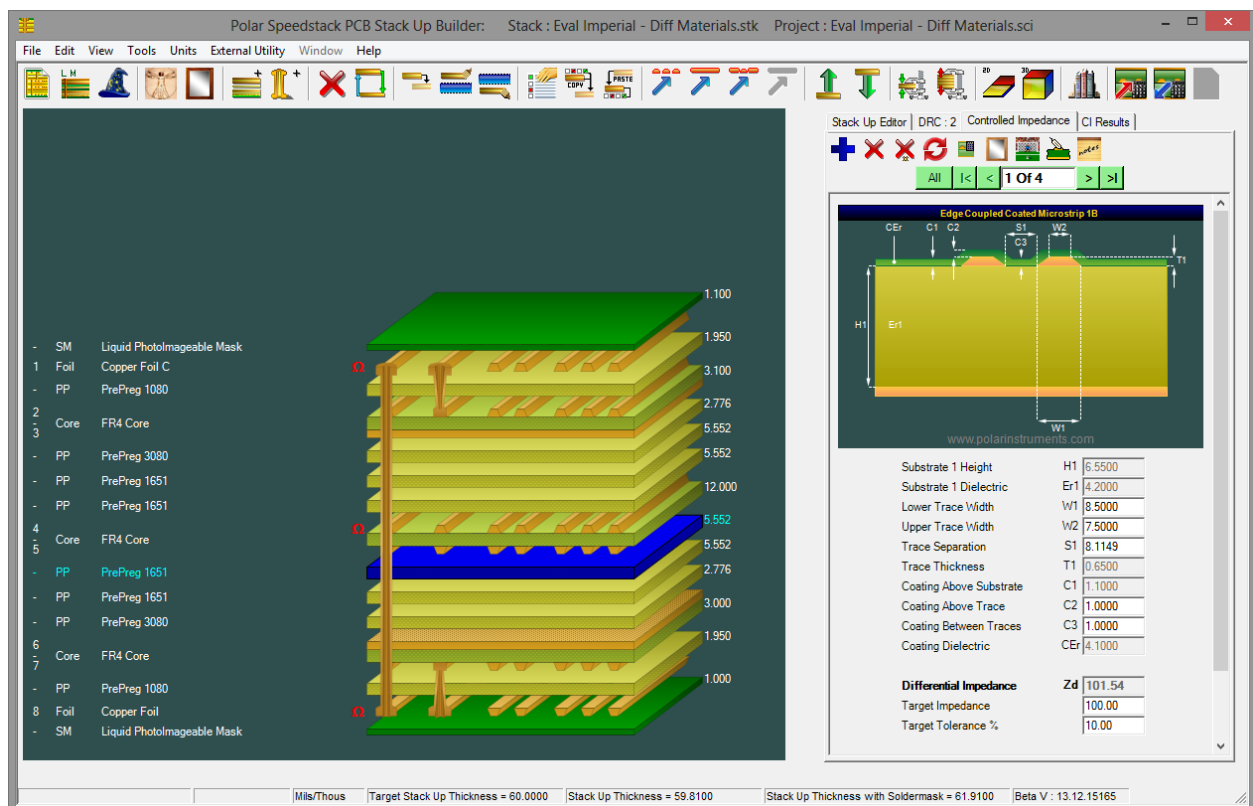 Polar Speedstack PCB Stack Up Builder: Stack : Eval Imperial - Diff Materials.stk Project : Eval Imperial - Diff Materials.sci
File Edit View Tools Units External Utility Window Help
L M
PASTE
COPY
2D
3D
Stack Up Editor DRC : 2 Controlled Impedance CI Results
notes
All |< < 1 Of 4 > >|
Edge Coupled Coated Microstrip 1B
CEr C1 C2 S1 W2
C3
T1
H1 Er1
W1
www.polarinstruments.com
1.100
1.950
3.100
2.776
5.552
5.552
12.000
5.552
5.552
2.776
3.000
1.950
1.000
- SM Liquid PhotoImageable Mask
1 Foil Copper Foil C
- PP PrePreg 1080
2 - 3 Core FR4 Core
- PP PrePreg 3080
- PP PrePreg 1651
- PP PrePreg 1651
4 - 5 Core FR4 Core
- PP PrePreg 1651
- PP PrePreg 1651
- PP PrePreg 3080
6 - 7 Core FR4 Core
- PP PrePreg 1080
8 Foil Copper Foil
- SM Liquid PhotoImageable Mask
Ω
Ω
Ω
Substrate 1 Height H1 6.5500
Substrate 1 Dielectric Er1 4.2000
Lower Trace Width W1 8.5000
Upper Trace Width W2 7.5000
Trace Separation S1 8.1149
Trace Thickness T1 0.6500
Coating Above Substrate C1 1.1000
Coating Above Trace C2 1.0000
Coating Between Traces C3 1.0000
Coating Dielectric CEr 4.1000
Differential Impedance Zd 101.54
Target Impedance 100.00
Target Tolerance % 10.00
Mils/Thous Target Stack Up Thickness = 60.0000 Stack Up Thickness = 59.8100 Stack Up Thickness with Soldermask = 61.9100 Beta V : 13.12.15165